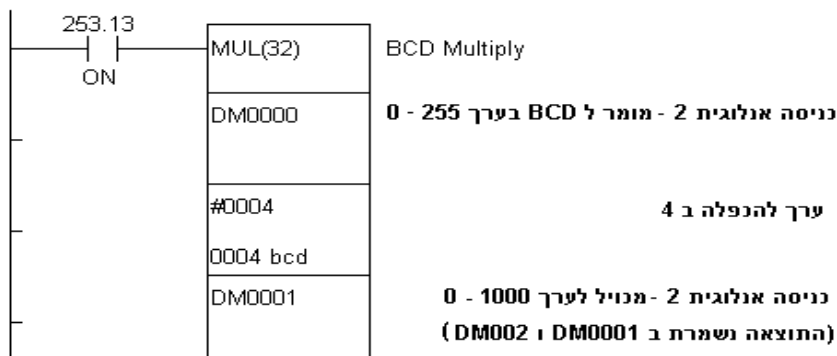 253.13
ON
MUL(32)
BCD Multiply
DM0000
כניסה אנלוגית 2 - מומר ל BCD בערך 255 - 0
#0004
ערך להכפלה ב 4
0004 bcd
DM0001
כניסה אנלוגית 2 - מכויל לערך 1000 - 0
(התוצאה נשמרת ב DM0001 ו DM002)